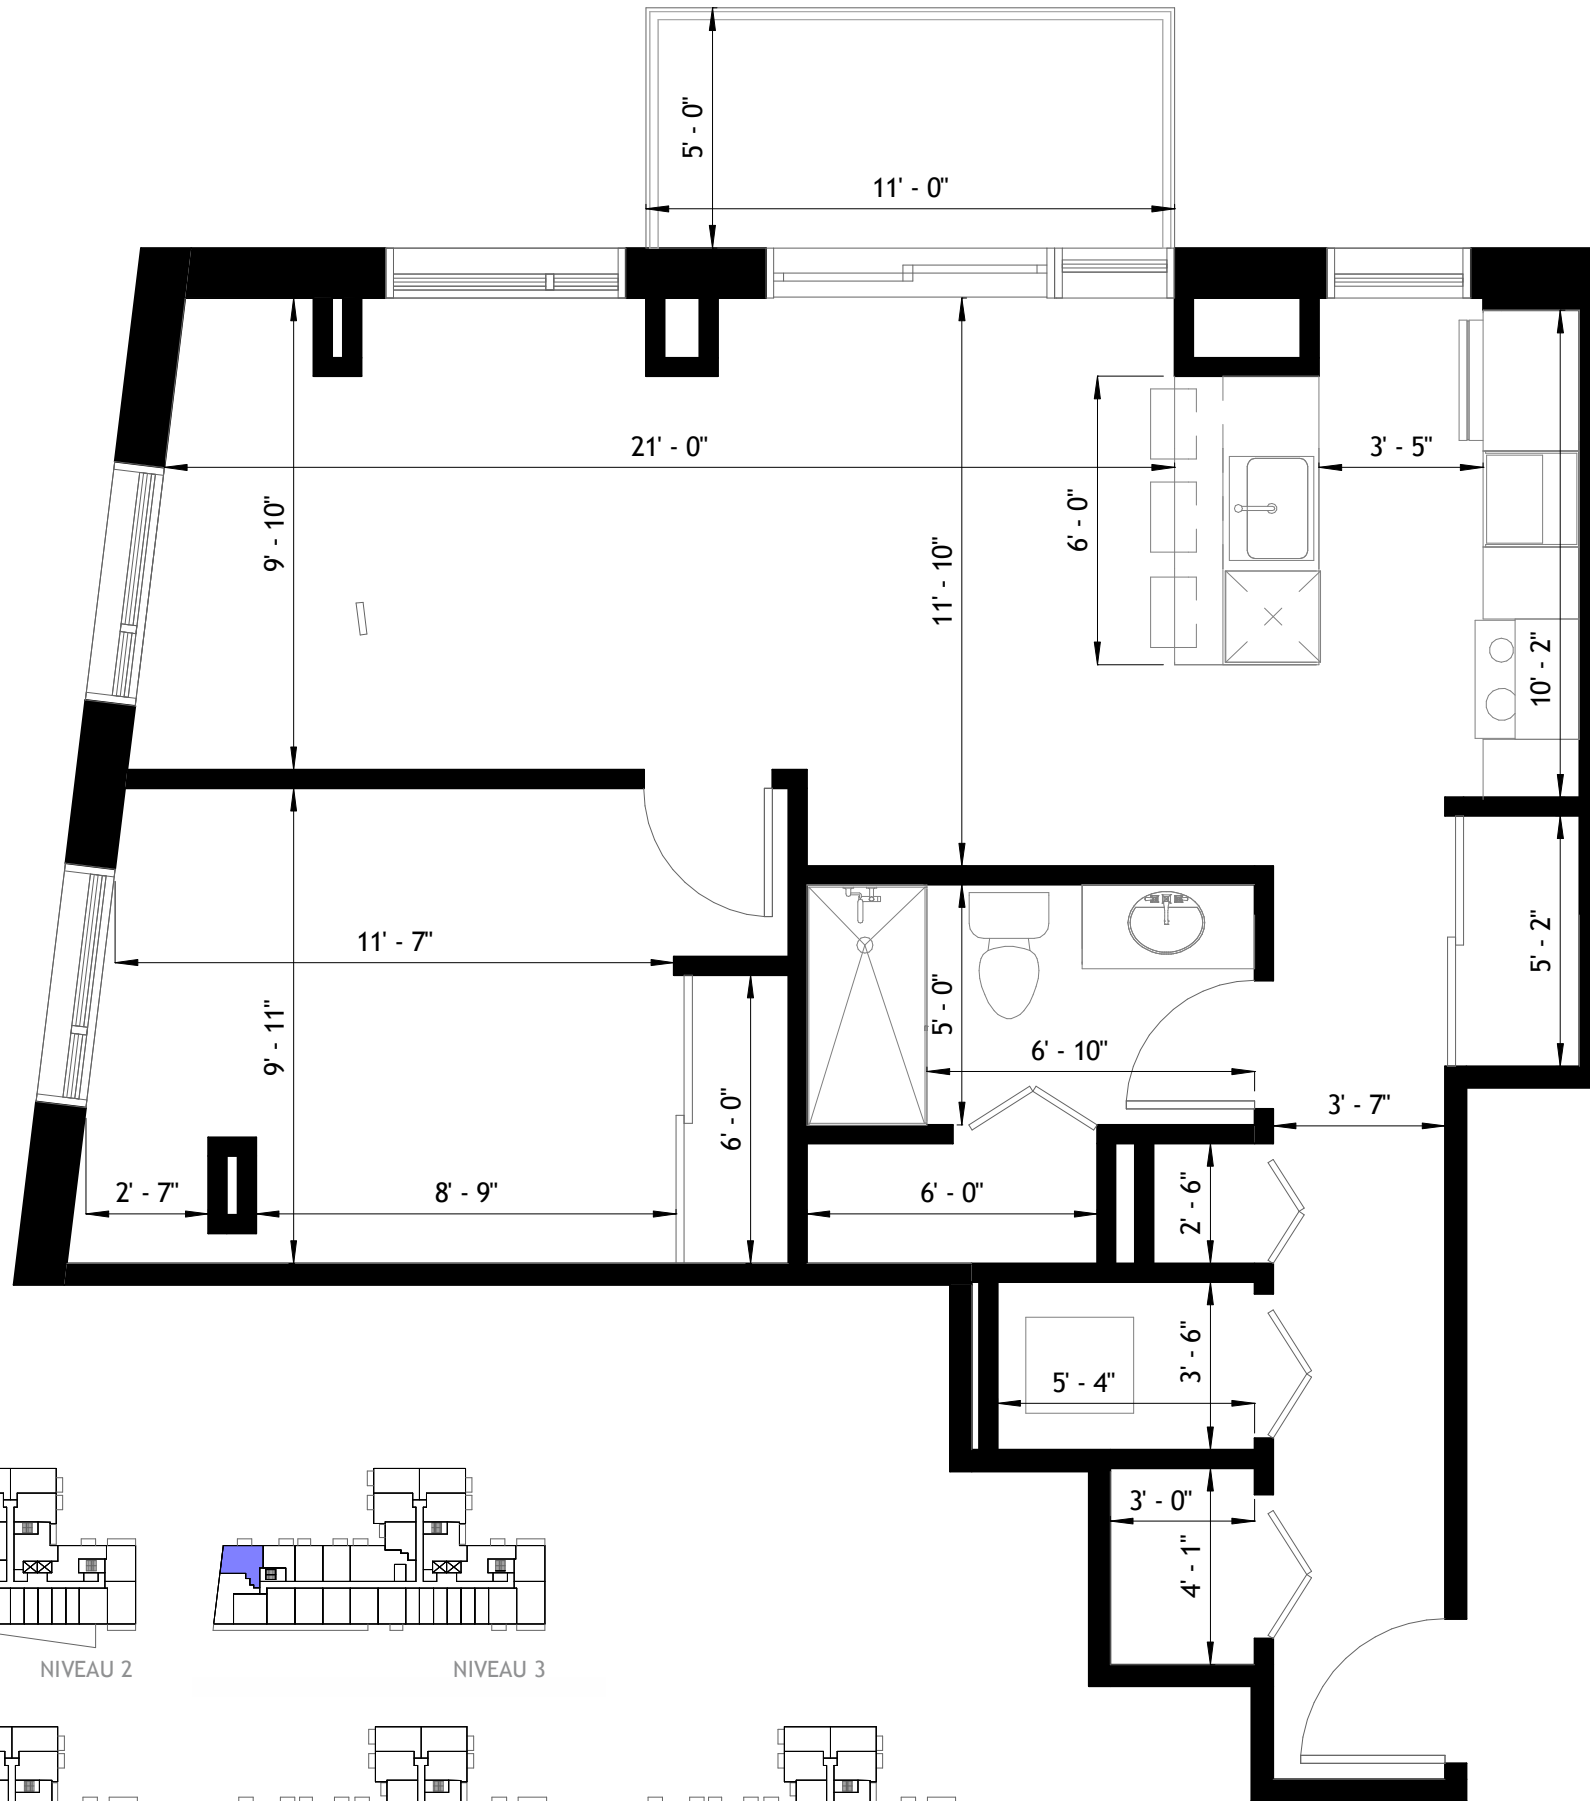 5' - 0"
11' - 0"
21' - 0"
3' - 5"
9' - 10"
6' - 0"
11' - 10"
10' - 2"
11' - 7"
5' - 2"
5' - 0"
9' - 11"
6' - 10"
6' - 0"
3' - 7"
2' - 7"
8' - 9"
6' - 0"
2' - 6"
3' - 6"
5' - 4"
3' - 0"
4' - 1"
NIVEAU 2
NIVEAU 3